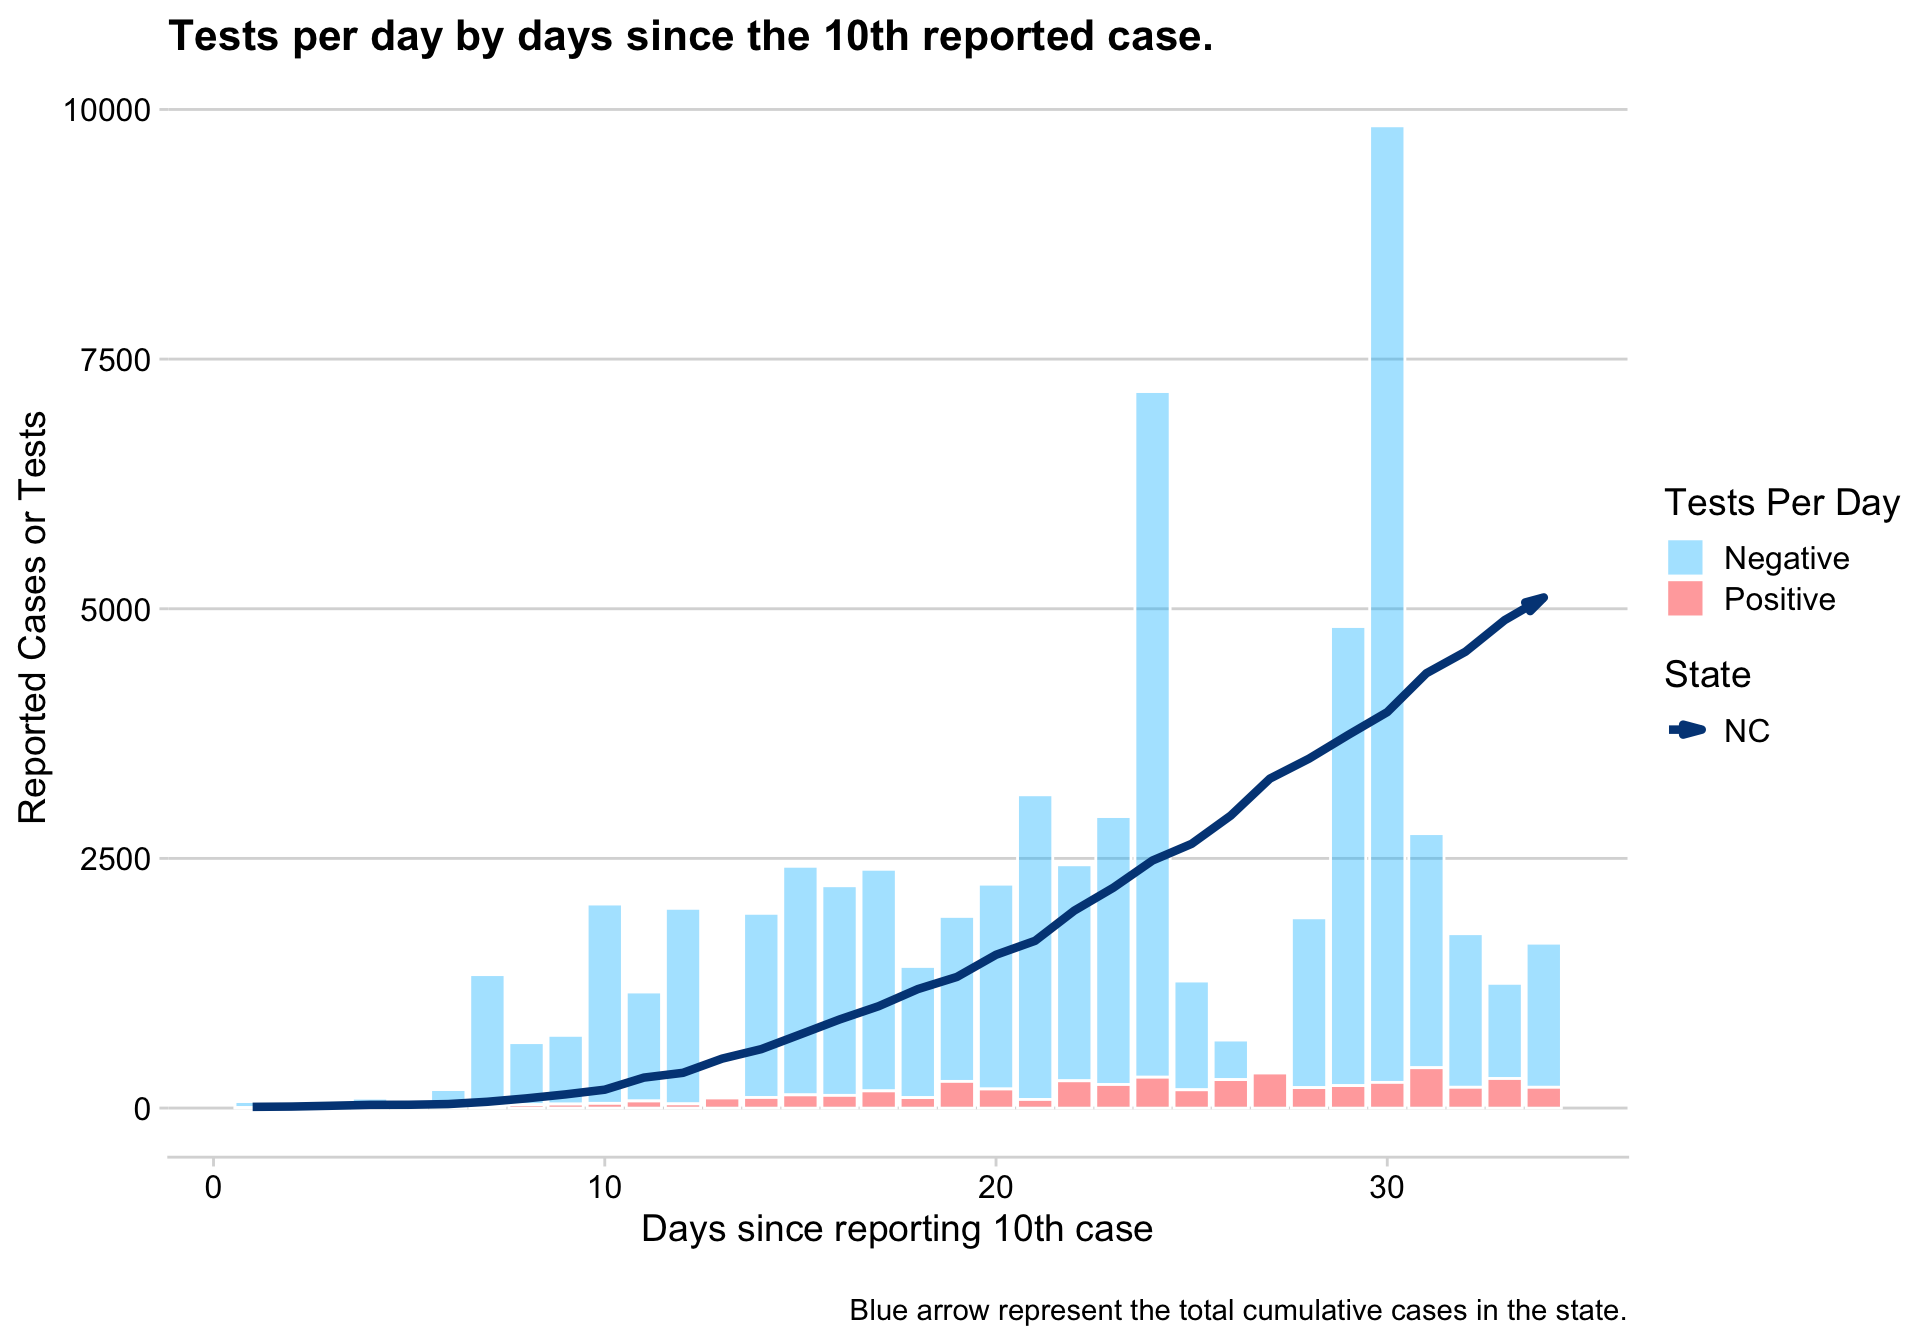 Tests per day by days since the 10th reported case.
10000
7500
5000
2500
0
Reported Cases or Tests
0
10
20
30
Days since reporting 10th case
Tests Per Day
Negative
Positive
State
NC
Blue arrow represent the total cumulative cases in the state.